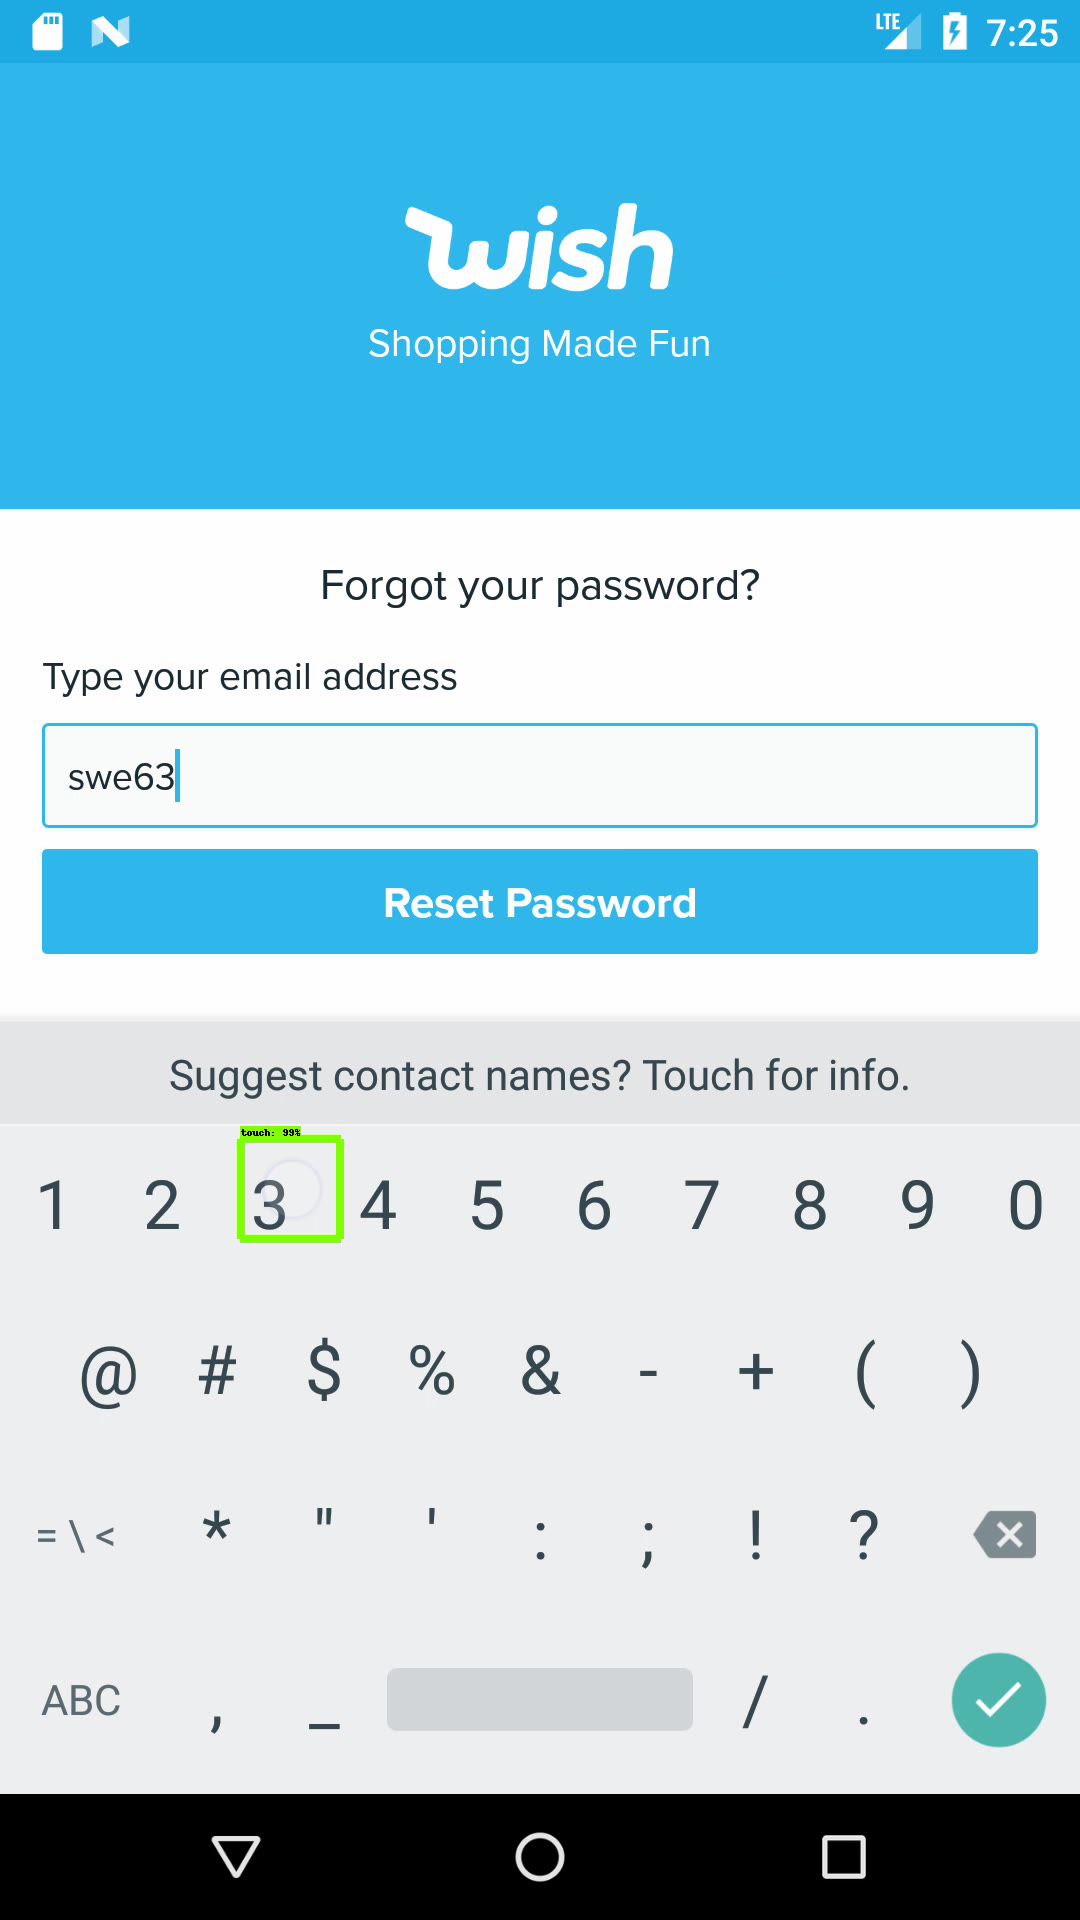 LTE 7:25
wish
Shopping Made Fun
Forgot your password?
Type your email address
swe63
Reset Password
Suggest contact names? Touch for info.
touch: 99%
1 2 3 4 5 6 7 8 9 0
@ # $ % & - + ( )
= \ < * " ' : ; ! ?
ABC , _ / .